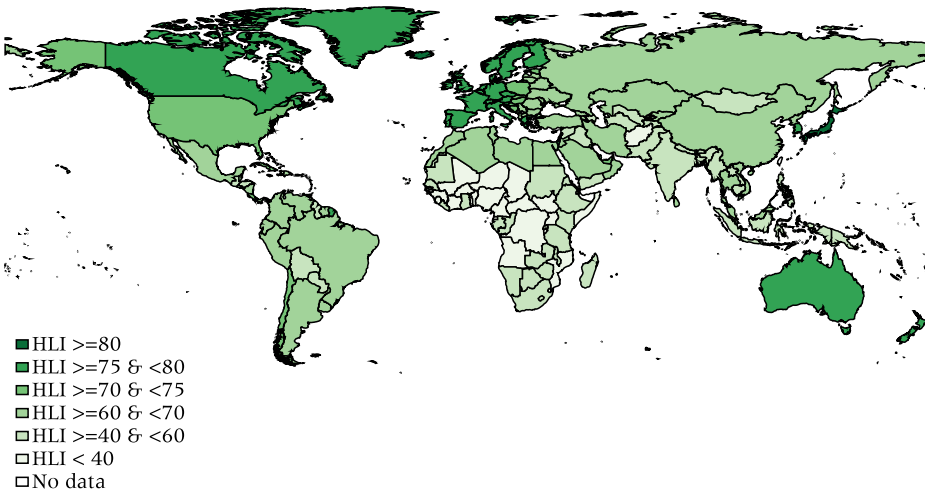 HLI >=80
HLI >=75 & <80
HLI >=70 & <75
HLI >=60 & <70
HLI >=40 & <60
HLI < 40
No data